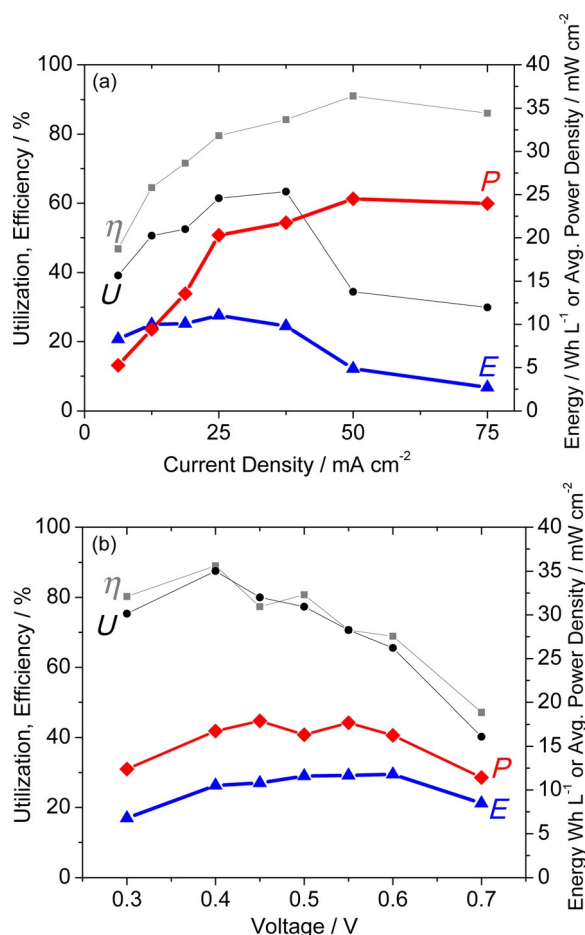 (a)
100
80
60
40
20
0
Utilization, Efficiency / %
η
U
P
E
40
35
30
25
20
15
10
5
0
Energy / Wh L⁻¹ or Avg. Power Density / mW cm⁻²
0
25
50
75
Current Density / mA cm⁻²
(b)
100
80
60
40
20
0
Utilization, Efficiency / %
η
U
P
E
40
35
30
25
20
15
10
5
0
Energy Wh L⁻¹ or Avg. Power Density / mW cm⁻²
0.3
0.4
0.5
0.6
0.7
Voltage / V